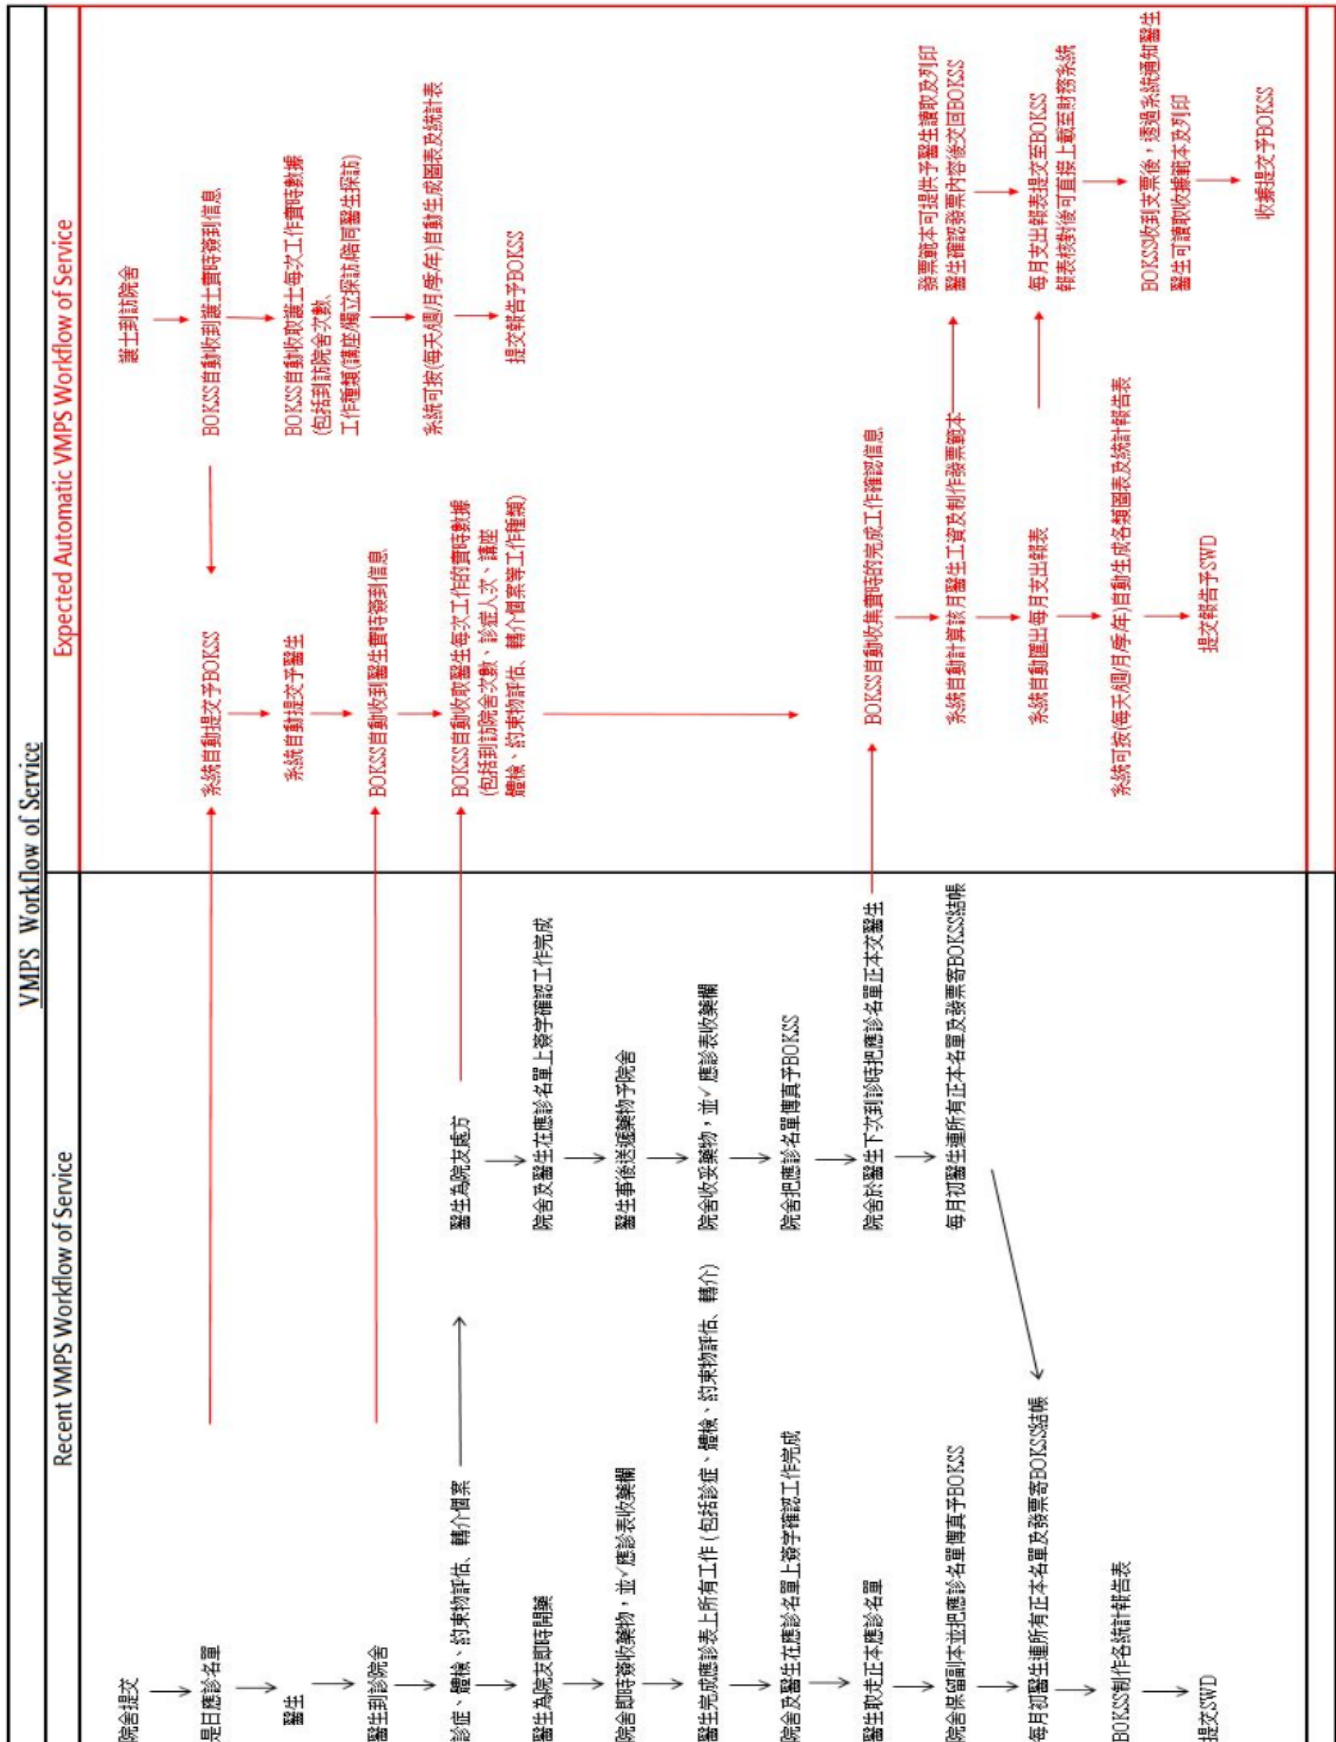 VMPS Workflow of Service
Recent VMPS Workflow of Service
院舍提交
是日應診名單
醫生
醫生到診院舍
診症、體檢、約束物評估、轉介個案
醫生為院友即時開藥
院舍即時簽收藥物，並✓應診表收藥欄
醫生完成應診表上所有工作 (包括診症、體檢、約束物評估、轉介)
院舍及醫生在應診名單上簽字確認工作完成
醫生取走正本應診名單
院舍保留副本並把應診名單傳真予BOKSS
每月初醫生連所有正本名單及發票寄BOKSS結帳
BOKSS制作各統計報告表
提交SWD
醫生為院友處方
院舍及醫生在應診名單上簽字確認工作完成
醫生事後送遞藥物予院舍
院舍收妥藥物，並✓應診表收藥欄
院舍把應診名單傳真予BOKSS
院舍於醫生下次到診時把應診名單正本交醫生
每月初醫生連所有正本名單及發票寄BOKSS結帳
Expected Automatic VMPS Workflow of Service
系統自動提交予BOKSS
系統自動提交予醫生
BOKSS自動收到醫生實時簽到信息
BOKSS自動收取醫生每次工作的實時數據
(包括到訪院舍次數、診症人次、講座
體檢、約束物評估、轉介個案等工作種類)
BOKSS自動收集實時的完成工作確認信息
系統自動計算該月醫生工資及制作發票範本
系統自動匯出每月支出報表
系統可按(每天/週/月/季/年)自動生成各類圖表及統計報告表
提交報告予SWD
護士到訪院舍
BOKSS自動收到護士實時簽到信息
BOKSS自動收取護士每次工作實時數據
(包括到訪院舍次數、
工作種類(講座/獨立探訪/陪同醫生探訪)
系統可按(每天/週/月/季/年)自動生成圖表及統計表
提交報告予BOKSS
發票範本可提供予醫生讀取及列印
醫生確認發票內容後交回BOKSS
每月支出報表提交至BOKSS
報表核對後可直接上載至財務系統
BOKSS收到支票後，透過系統通知醫生
醫生可讀取收據範本及列印
收據提交予BOKSS